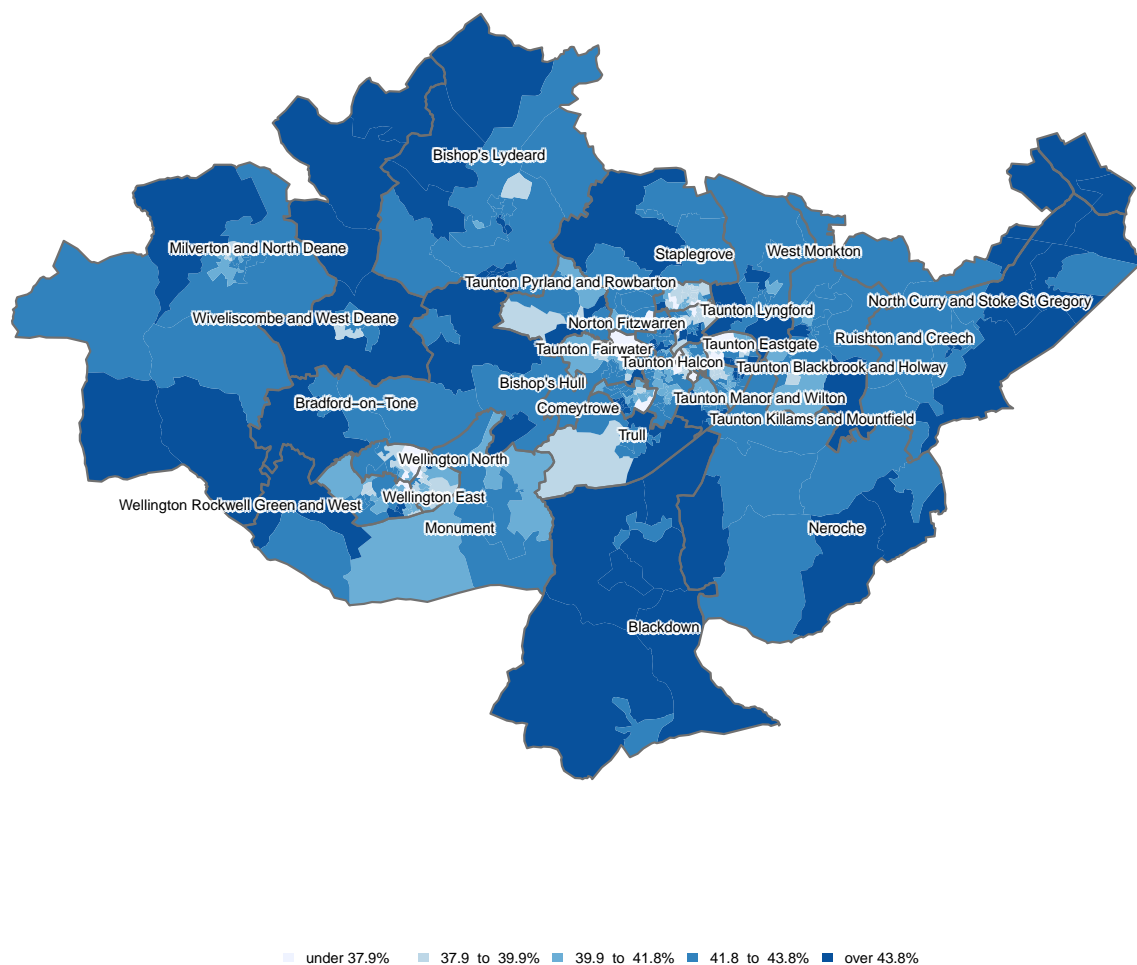 Bishop's Lydeard
Milverton and North Deane
Staplegrove
West Monkton
Taunton Pyrland and Rowbarton
North Curry and Stoke St Gregory
Taunton Lyngford
Wiveliscombe and West Deane
Norton Fitzwarren
Ruishton and Creech
Taunton Eastgate
Taunton Fairwater
Taunton Halcon
Taunton Blackbrook and Holway
Bishop's Hull
Taunton Manor and Wilton
Bradford−on−Tone
Comeytrowe
Taunton Killams and Mountfield
Trull
Wellington North
Wellington East
Wellington Rockwell Green and West
Monument
Neroche
Blackdown
under 37.9% 37.9 to 39.9% 39.9 to 41.8% 41.8 to 43.8% over 43.8%